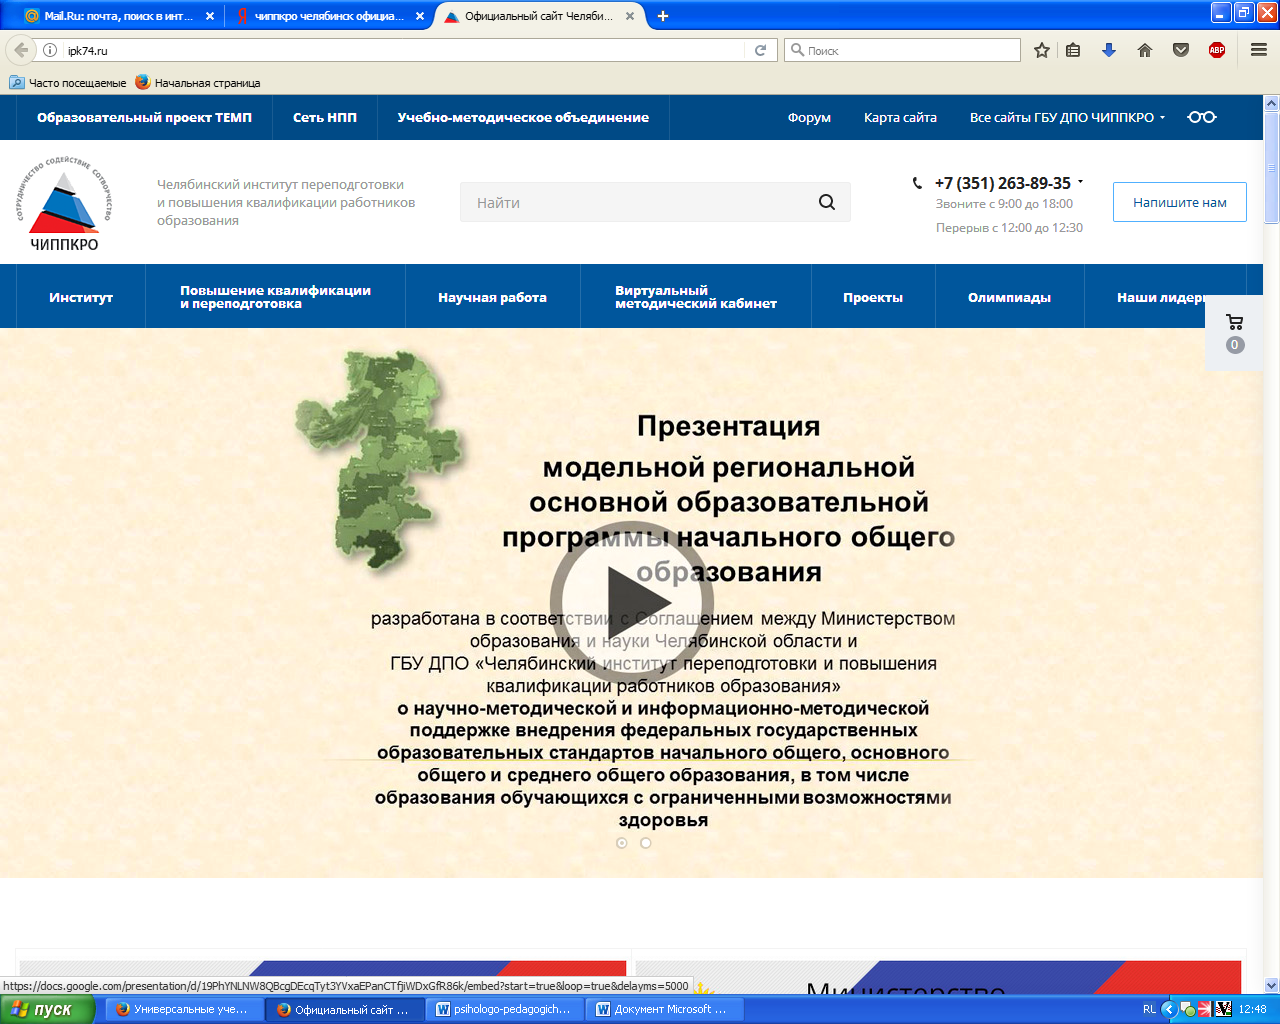 Mail.Ru: почта, поиск в инт...
чиппкро челябинск официа...
Официальный сайт Челяби...
ipk74.ru
Поиск
ABP
Часто посещаемые
Начальная страница
Образовательный проект ТЕМП
Сеть НПП
Учебно-методическое объединение
Форум
Карта сайта
Все сайты ГБУ ДПО ЧИППКРО
СОТРУДНИЧЕСТВО СОДЕЙСТВИЕ СОТВОРЧЕСТВО
ЧИППКРО
Челябинский институт переподготовки
и повышения квалификации работников
образования
Найти
+7 (351) 263-89-35
Звоните с 9:00 до 18:00
Перерыв с 12:00 до 12:30
Напишите нам
Институт
Повышение квалификации
и переподготовка
Научная работа
Виртуальный
методический кабинет
Проекты
Олимпиады
Наши лидеры
0
Презентация
модельной региональной
основной образовательной
программы начального общего
образования
разработана в соответствии с Соглашением между Министерством
образования и науки Челябинской области и
ГБУ ДПО «Челябинский институт переподготовки и повышения
квалификации работников образования»
о научно-методической и информационно-методической
поддержке внедрения федеральных государственных
образовательных стандартов начального общего, основного
общего и среднего общего образования, в том числе
образования обучающихся с ограниченными возможностями
здоровья
Министерство
https://docs.google.com/presentation/d/19PhYNLNW8QBcgDEcqTyt3YVxaEPanCTfjiWDxGfR86k/embed?start=true&loop=true&delayms=5000
пуск
Универсальные уче...
Официальный сайт ...
psihologo-pedagogich...
Документ Microsoft ...
RL
12:48